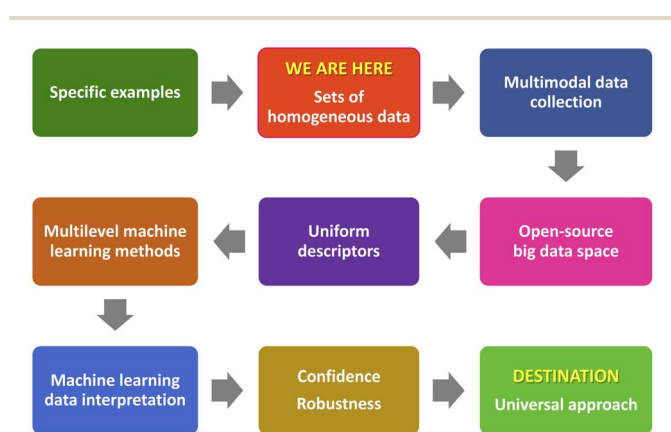 Specific examples
WE ARE HERE
Sets of
homogeneous data
Multimodal data
collection
Multilevel machine
learning methods
Uniform
descriptors
Open-source
big data space
Machine learning
data interpretation
Confidence
Robustness
DESTINATION
Universal approach